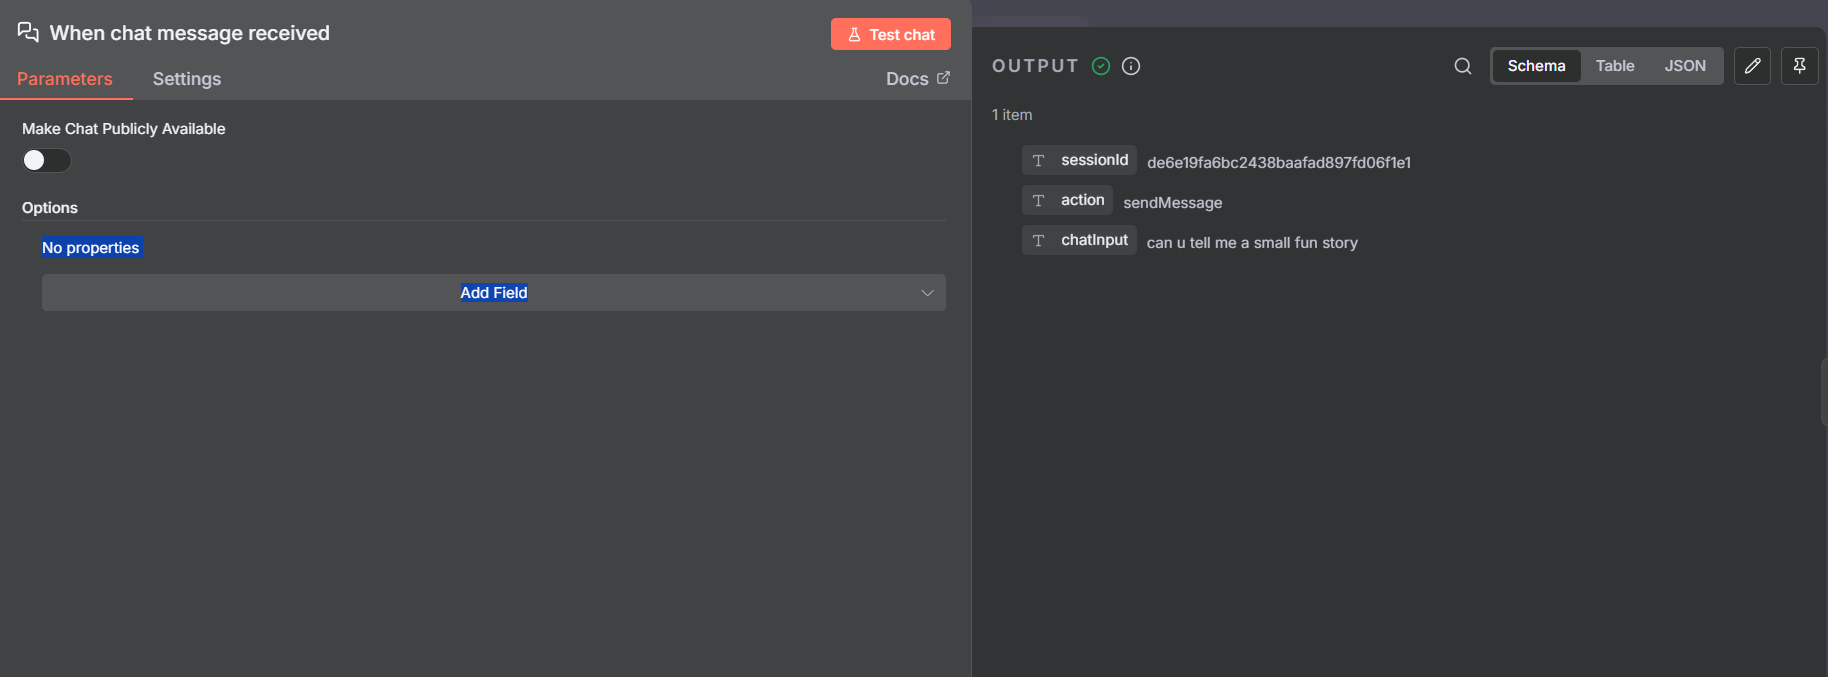 When chat message received
Test chat
Parameters
Settings
Docs
Make Chat Publicly Available
Options
No properties
Add Field
OUTPUT
Schema
Table
JSON
1 item
T sessionId de6e19fa6bc2438baafad897fd06f1e1
T action sendMessage
T chatInput can u tell me a small fun story